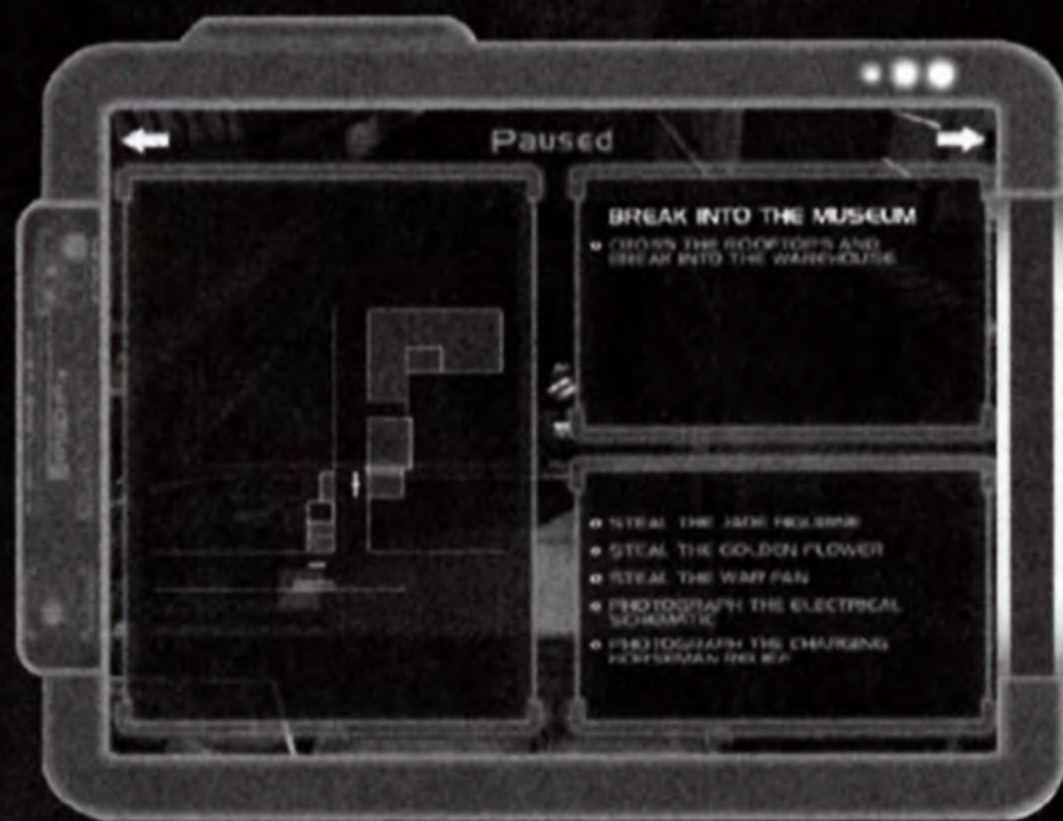 Paused
BREAK INTO THE MUSEUM
CROSS THE ROOFTOPS AND
BREAK INTO THE WAREHOUSE
STEAL THE JADE FIGURINE
STEAL THE GOLDEN FLOWER
STEAL THE WAR FAN
PHOTOGRAPH THE ELECTRICAL
SCHEMATIC
PHOTOGRAPH THE CHARGING
HORSEMAN RELIEF